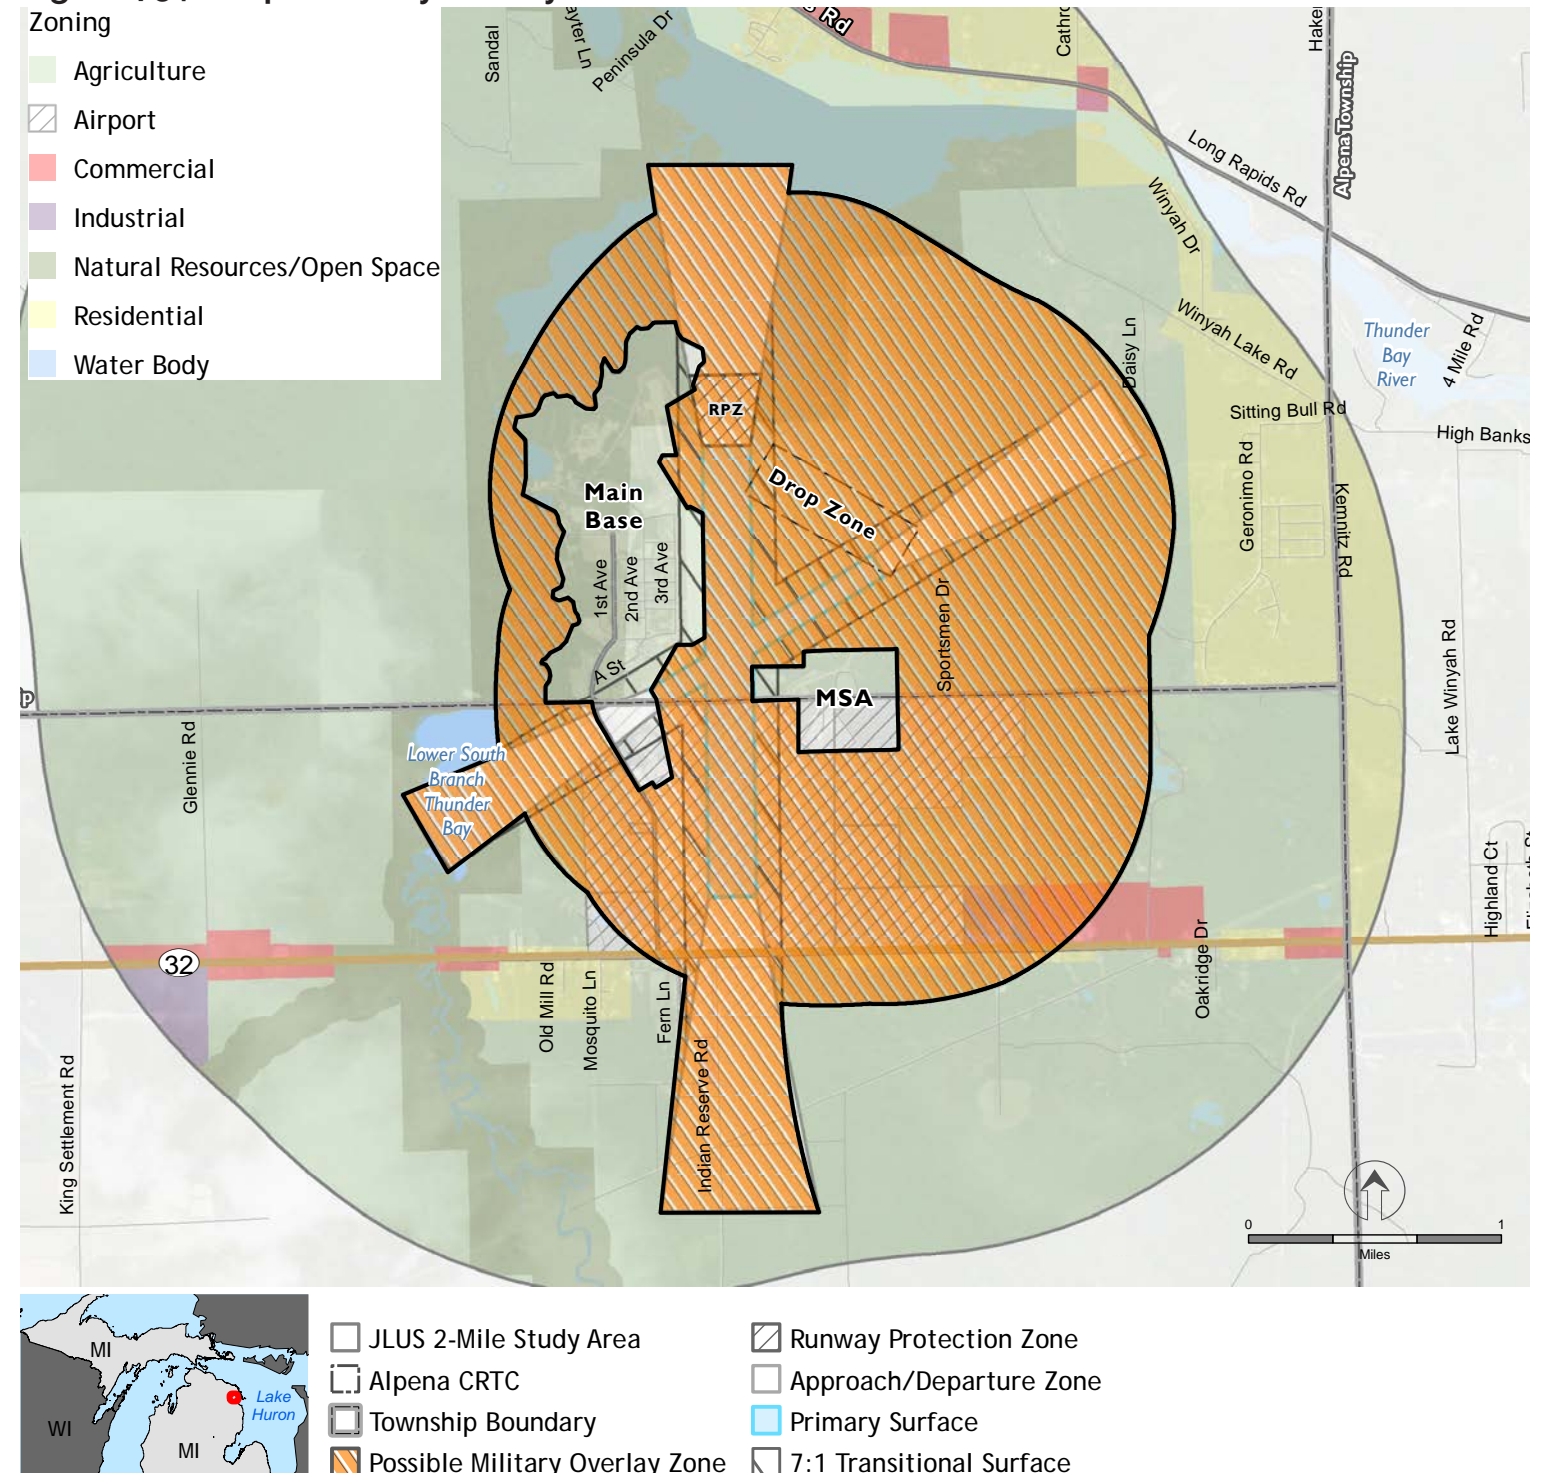 Zoning
Agriculture
Airport
Commercial
Industrial
Natural Resources/Open Space
Residential
Water Body
Sandal
Peninsula Dr
Rd
Alpena Township
Long Rapids Rd
Winyah Dr
Winyah Lake Rd
Daisy Ln
Thunder
Bay
River
4 Mile Rd
Sitting Bull Rd
High Banks
Geronimo Rd
Kemnitz Rd
RPZ
Drop Zone
Main
Base
1st Ave
2nd Ave
3rd Ave
A St
Sportsmen Dr
MSA
Lake Winyah Rd
Glennie Rd
Lower South
Branch
Thunder
Bay
Highland Ct
32
Old Mill Rd
Mosquito Ln
Fern Ln
Oakridge Dr
Indian Reserve Rd
King Settlement Rd
0
1
Miles
MI
Lake
Huron
WI
MI
JLUS 2-Mile Study Area
Alpena CRTC
Township Boundary
Possible Military Overlay Zone
Runway Protection Zone
Approach/Departure Zone
Primary Surface
7:1 Transitional Surface